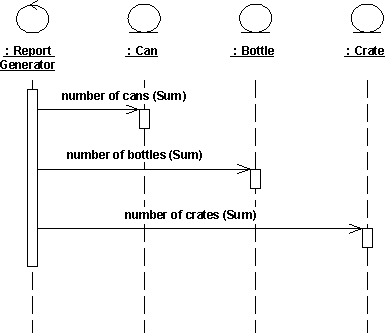 : Report
Generator
: Can
: Bottle
: Crate
number of cans (Sum)
number of bottles (Sum)
number of crates (Sum)